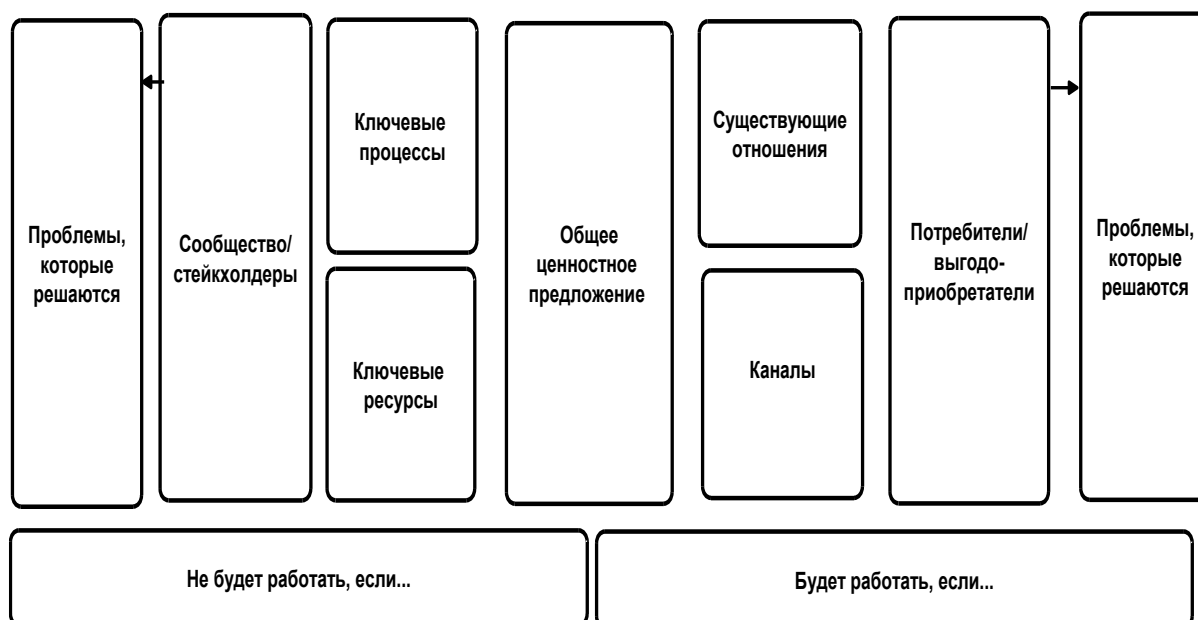 Проблемы,
которые
решаются
Сообщество/
стейкхолдеры
Ключевые
процессы
Ключевые
ресурсы
Общее
ценностное
предложение
Существующие
отношения
Каналы
Потребители/
выгодо-
приобретатели
Проблемы,
которые
решаются
Не будет работать, если...
Будет работать, если...